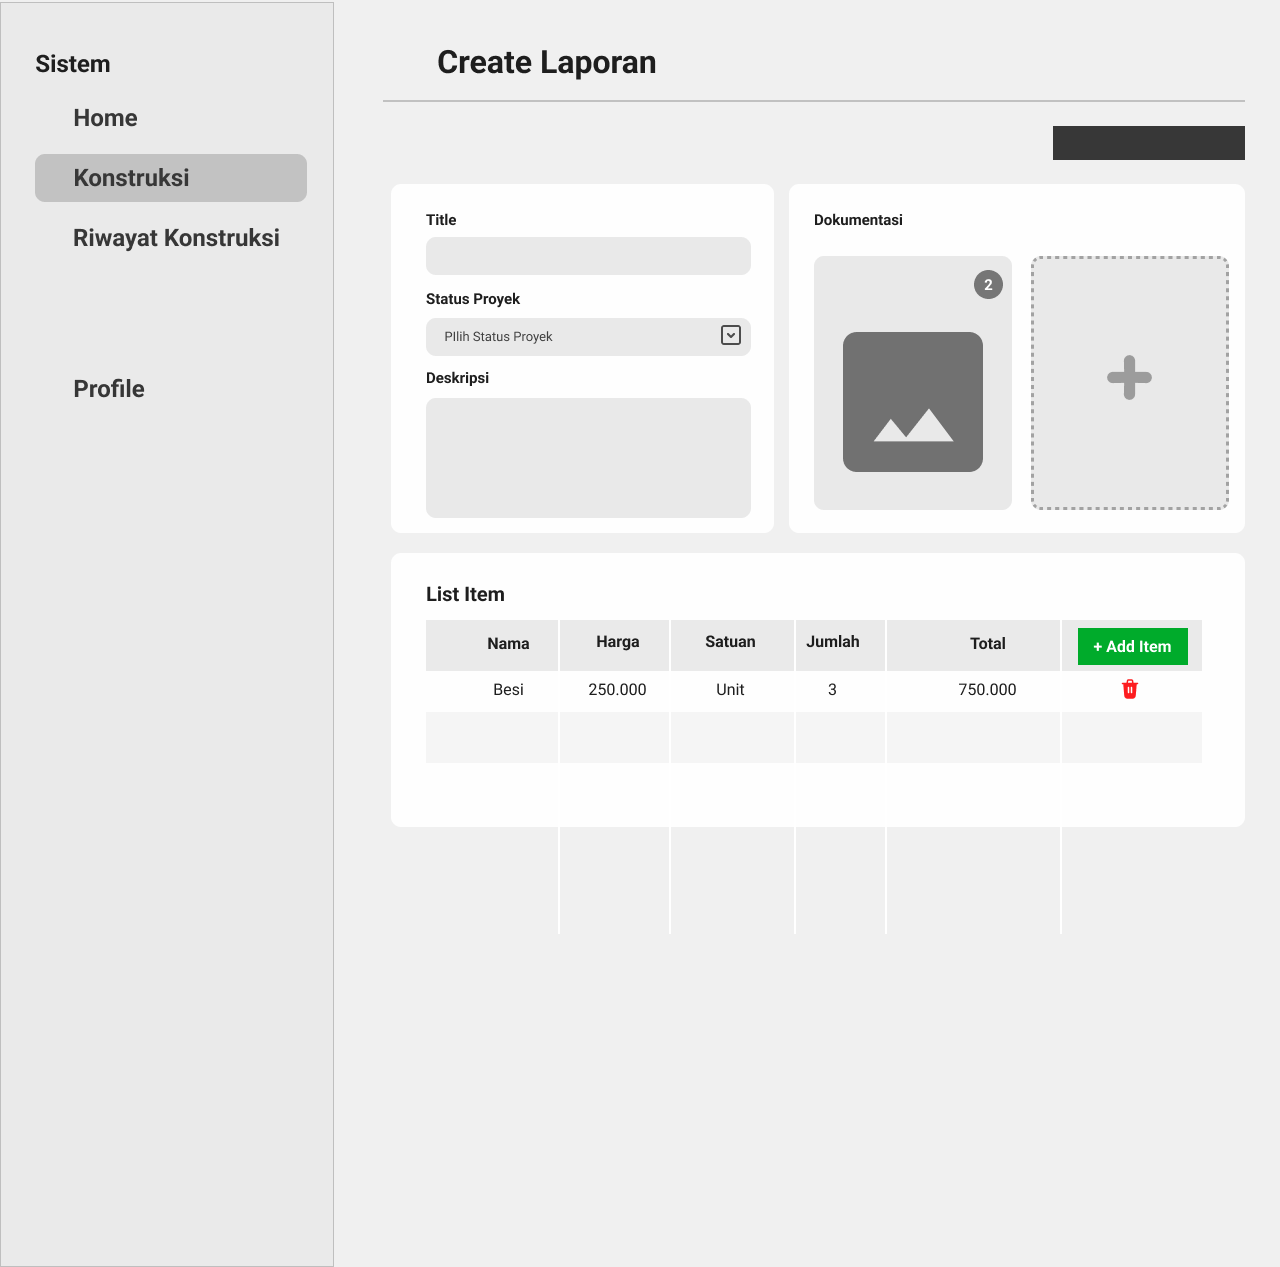 Sistem
Home
Konstruksi
Riwayat Konstruksi
Profile
Create Laporan
Title
Status Proyek
PIlih Status Proyek
Deskripsi
Dokumentasi
2
List Item
Nama Harga Satuan Jumlah Total + Add Item
Besi 250.000 Unit 3 750.000